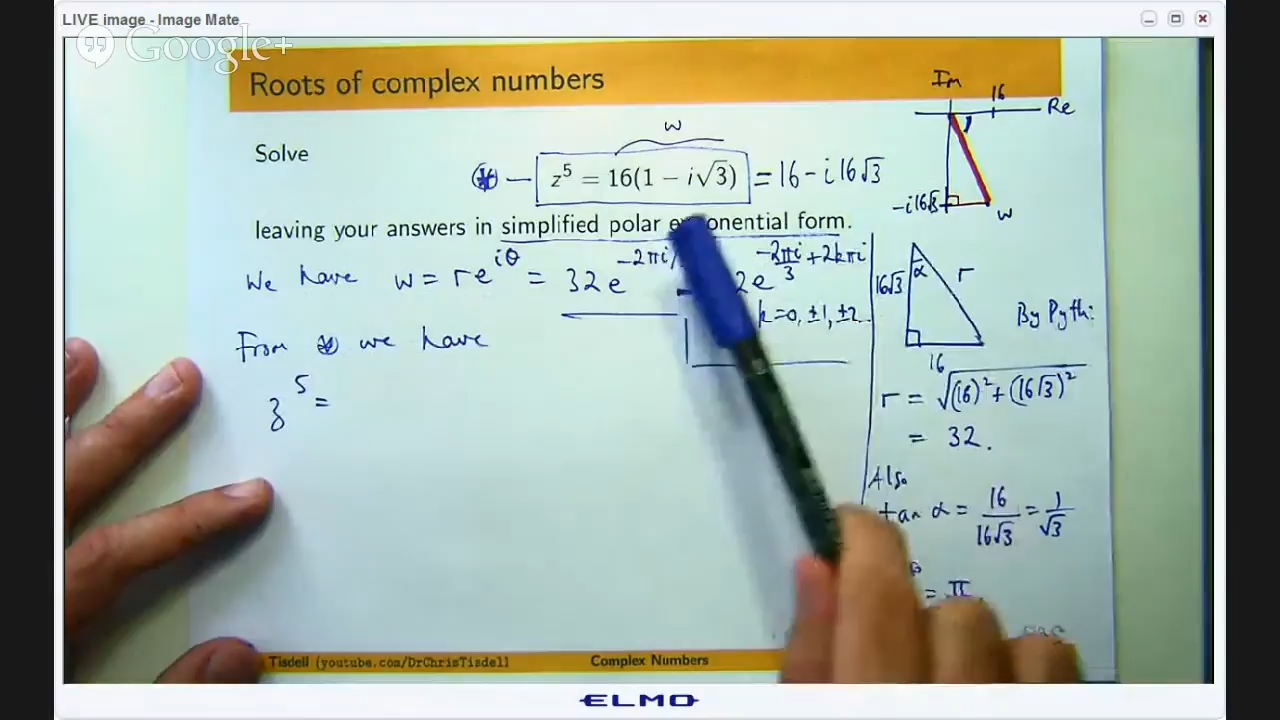 LIVE image - Image Mate
Google+
Roots of complex numbers
Solve
w
z⁵ = 16(1 − i√3) = 16 - i16√3
leaving your answers in simplified polar exponential form.
We have w = re^{iθ} = 32e^{-2πi/
2e^{-2πi/3 + 2kπi}
k=0, ±1, ±2
From ⊛ we have
z⁵ =
Im
16
Re
-i16√3
w
16√3
α
r
16
By Pyth:
r = √((16)² + (16√3)²)
= 32.
Also
tan α = 16/16√3 = 1/√3
= π
Tisdell (youtube.com/DrChrisTisdell
Complex Numbers
ELMO